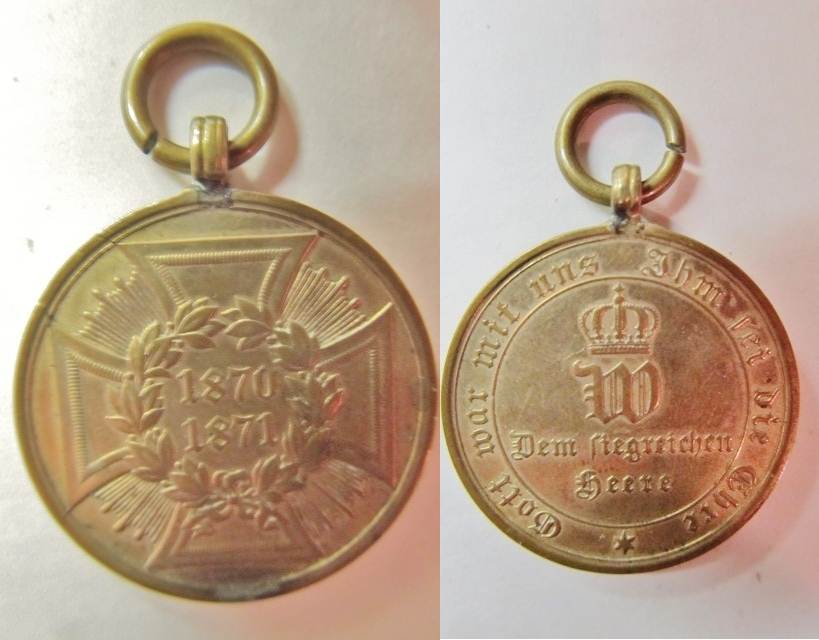 1870
1871
Gott war mit uns Ihm sei die Ehre
W
Dem siegreichen
Heere